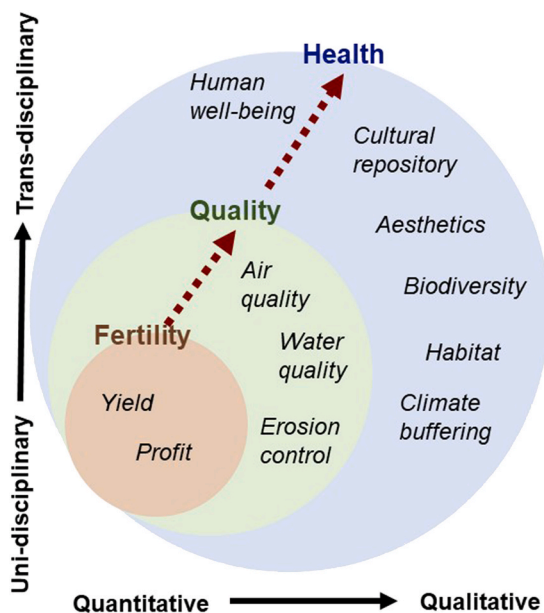 Health
Human
well-being
Cultural
repository
Quality
Aesthetics
Air
quality
Biodiversity
Fertility
Water
quality
Habitat
Yield
Climate
buffering
Erosion
control
Profit
Trans-disciplinary
Uni-disciplinary
Quantitative
Qualitative